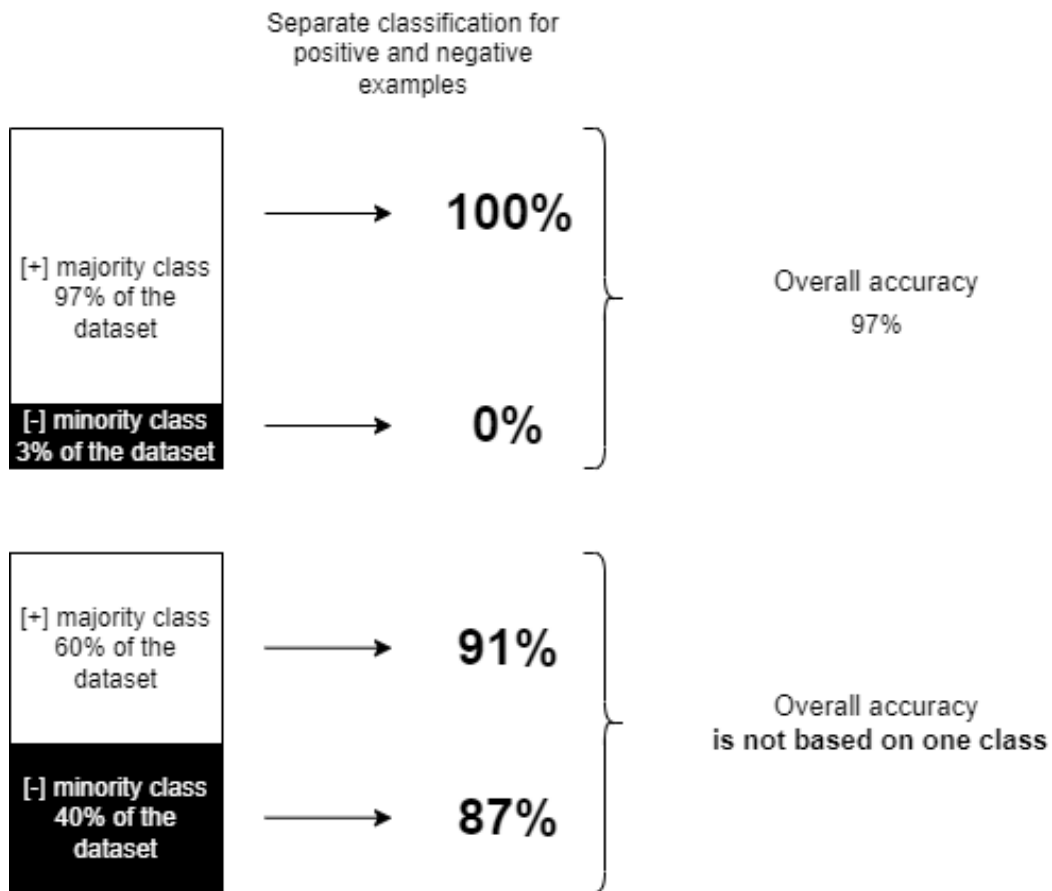 Separate classification for
positive and negative
examples
[+] majority class
97% of the
dataset
100%
[-] minority class
3% of the dataset
0%
Overall accuracy
97%
[+] majority class
60% of the
dataset
91%
[-] minority class
40% of the
dataset
87%
Overall accuracy
is not based on one class